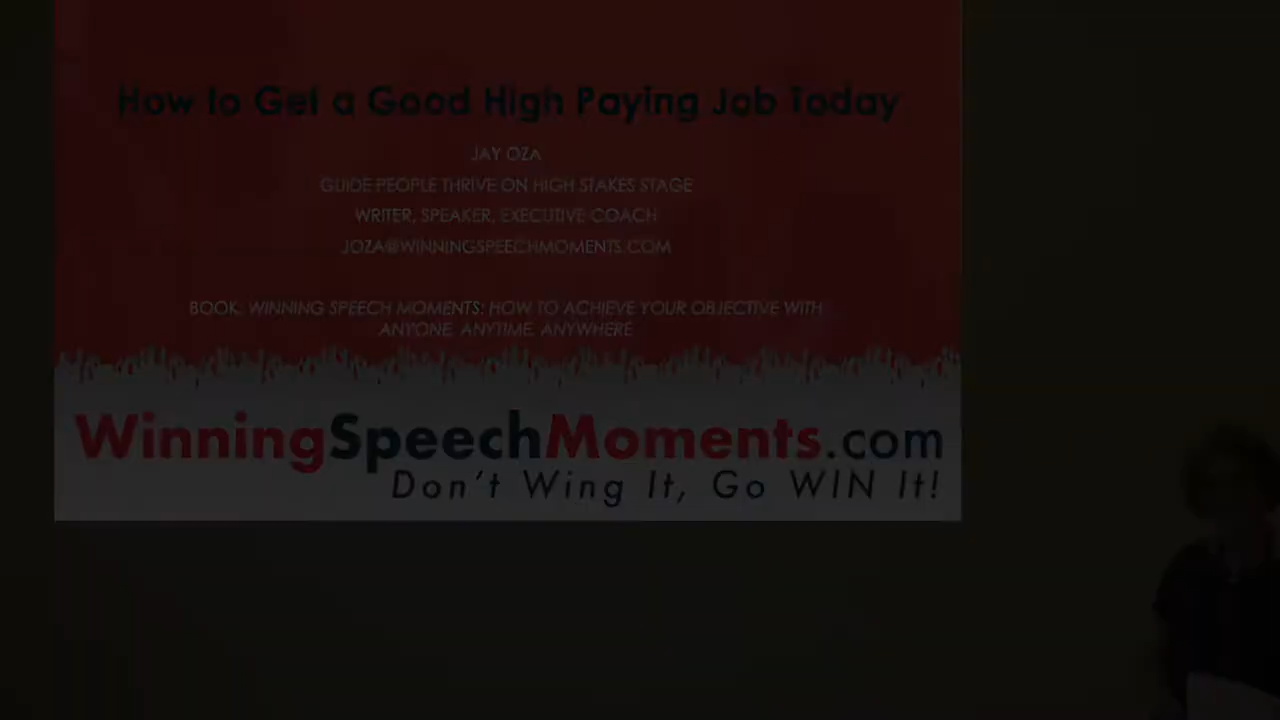 How to Get a Good High Paying Job Today
JAY OZA
GUIDE PEOPLE THRIVE ON HIGH STAKES STAGE
WRITER, SPEAKER, EXECUTIVE COACH
JOZA@WINNINGSPEECHMOMENTS.COM
BOOK: WINNING SPEECH MOMENTS: HOW TO ACHIEVE YOUR OBJECTIVE WITH
ANYONE, ANYTIME, ANYWHERE
WinningSpeechMoments.com
Don't Wing It, Go WIN It!